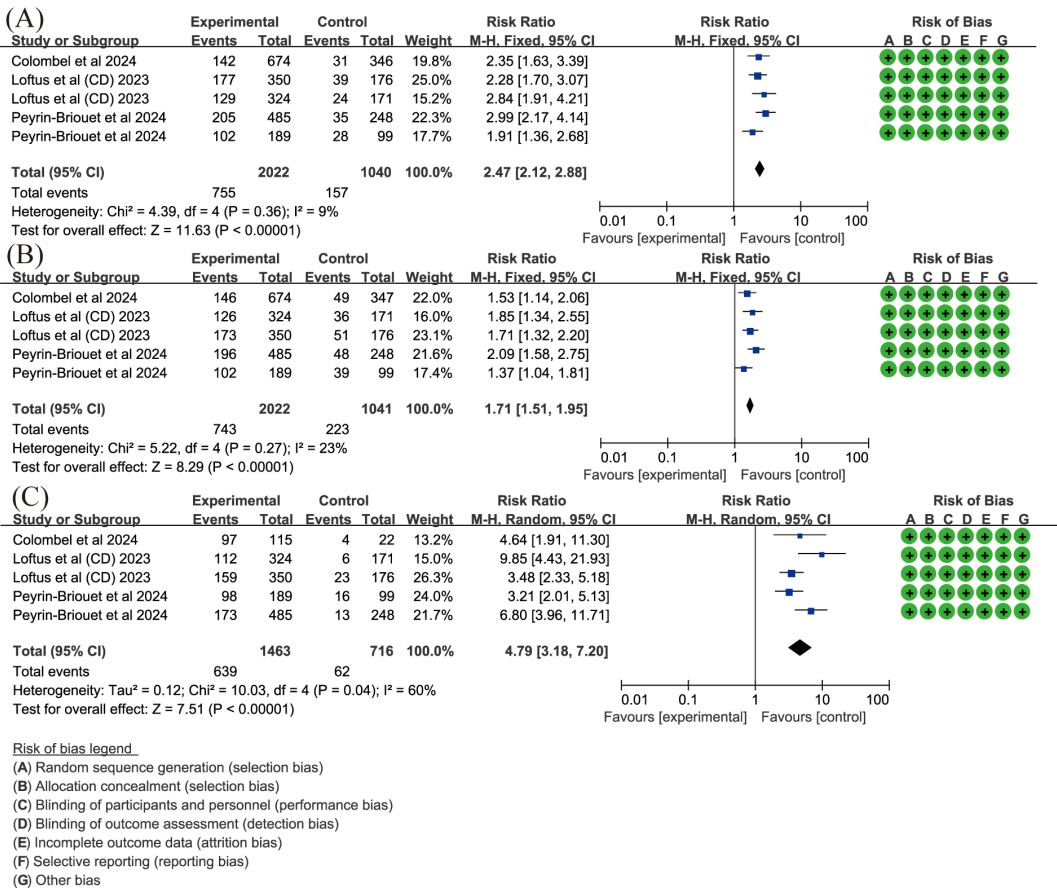 (A)
Experimental Control Risk Ratio Risk Ratio Risk of Bias
Study or Subgroup Events Total Events Total Weight M-H, Fixed, 95% CI M-H, Fixed, 95% CI A B C D E F G
Colombel et al 2024 142 674 31 346 19.8% 2.35 [1.63, 3.39]
Loftus et al (CD) 2023 177 350 39 176 25.0% 2.28 [1.70, 3.07]
Loftus et al (CD) 2023 129 324 24 171 15.2% 2.84 [1.91, 4.21]
Peyrin-Briouet et al 2024 205 485 35 248 22.3% 2.99 [2.17, 4.14]
Peyrin-Briouet et al 2024 102 189 28 99 17.7% 1.91 [1.36, 2.68]
Total (95% CI) 2022 1040 100.0% 2.47 [2.12, 2.88]
Total events 755 157
Heterogeneity: Chi² = 4.39, df = 4 (P = 0.36); I² = 9%
Test for overall effect: Z = 11.63 (P < 0.00001)
0.01 0.1 1 10 100
Favours [experimental] Favours [control]
(B)
Experimental Control Risk Ratio Risk Ratio Risk of Bias
Study or Subgroup Events Total Events Total Weight M-H, Fixed, 95% CI M-H, Fixed, 95% CI A B C D E F G
Colombel et al 2024 146 674 49 347 22.0% 1.53 [1.14, 2.06]
Loftus et al (CD) 2023 126 324 36 171 16.0% 1.85 [1.34, 2.55]
Loftus et al (CD) 2023 173 350 51 176 23.1% 1.71 [1.32, 2.20]
Peyrin-Briouet et al 2024 196 485 48 248 21.6% 2.09 [1.58, 2.75]
Peyrin-Briouet et al 2024 102 189 39 99 17.4% 1.37 [1.04, 1.81]
Total (95% CI) 2022 1041 100.0% 1.71 [1.51, 1.95]
Total events 743 223
Heterogeneity: Chi² = 5.22, df = 4 (P = 0.27); I² = 23%
Test for overall effect: Z = 8.29 (P < 0.00001)
0.01 0.1 1 10 100
Favours [experimental] Favours [control]
(C)
Experimental Control Risk Ratio Risk Ratio Risk of Bias
Study or Subgroup Events Total Events Total Weight M-H, Random, 95% CI M-H, Random, 95% CI A B C D E F G
Colombel et al 2024 97 115 4 22 13.2% 4.64 [1.91, 11.30]
Loftus et al (CD) 2023 112 324 6 171 15.0% 9.85 [4.43, 21.93]
Loftus et al (CD) 2023 159 350 23 176 26.3% 3.48 [2.33, 5.18]
Peyrin-Briouet et al 2024 98 189 16 99 24.0% 3.21 [2.01, 5.13]
Peyrin-Briouet et al 2024 173 485 13 248 21.7% 6.80 [3.96, 11.71]
Total (95% CI) 1463 716 100.0% 4.79 [3.18, 7.20]
Total events 639 62
Heterogeneity: Tau² = 0.12; Chi² = 10.03, df = 4 (P = 0.04); I² = 60%
Test for overall effect: Z = 7.51 (P < 0.00001)
0.01 0.1 1 10 100
Favours [experimental] Favours [control]
Risk of bias legend
(A) Random sequence generation (selection bias)
(B) Allocation concealment (selection bias)
(C) Blinding of participants and personnel (performance bias)
(D) Blinding of outcome assessment (detection bias)
(E) Incomplete outcome data (attrition bias)
(F) Selective reporting (reporting bias)
(G) Other bias